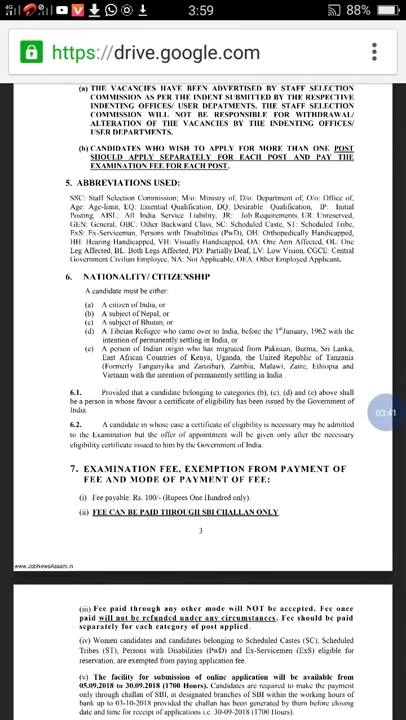 4G
3:59
88%
https://drive.google.com
(a) THE VACANCIES HAVE BEEN ADVERTISED BY STAFF SELECTION
COMMISSION AS PER THE INDENT SUBMITTED BY THE RESPECTIVE
INDENTING OFFICES/ USER DEPATMENTS. THE STAFF SELECTION
COMMISSION WILL NOT BE RESPONSIBLE FOR WITHDRAWAL/
ALTERATION OF THE VACANCIES BY THE INDENTING OFFICES/
USER DEPARTMENTS.
(b) CANDIDATES WHO WISH TO APPLY FOR MORE THAN ONE POST
SHOULD APPLY SEPARATELY FOR EACH POST AND PAY THE
EXAMINATION FEE FOR EACH POST.
5. ABBREVIATIONS USED:
SSC: Staff Selection Commission; M/o: Ministry of, D/o: Department of, O/o: Office of,
Age: Age-limit, EQ: Essential Qualification, DQ: Desirable Qualification, IP: Initial
Posting, AISL: All India Service Liability, JR: Job Requirements, UR: Unreserved,
GEN: General, OBC: Other Backward Class, SC: Scheduled Caste, ST: Scheduled Tribe,
ExS: Ex-Serviceman, Persons with Disabilities (PwD), OH: Orthopedically Handicapped,
HH: Hearing Handicapped, VH: Visually Handicapped, OA: One Arm Affected, OL: One
Leg Affected, BL: Both Legs Affected, PD: Partially Deaf, LV: Low Vision, CGCE: Central
Government Civilian Employee, NA: Not Applicable, OEA: Other Employed Applicant.
6. NATIONALITY/ CITIZENSHIP
A candidate must be either:
(a) A citizen of India, or
(b) A subject of Nepal, or
(c) A subject of Bhutan, or
(d) A Tibetan Refugee who came over to India, before the 1st January, 1962 with the
intention of permanently settling in India, or
(e) A person of Indian origin who has migrated from Pakistan, Burma, Sri Lanka,
East African Countries of Kenya, Uganda, the United Republic of Tanzania
(Formerly Tanganyika and Zanzibar), Zambia, Malawi, Zaire, Ethiopia and
Vietnam with the intention of permanently settling in India .
6.1. Provided that a candidate belonging to categories (b), (c), (d) and (e) above shall
be a person in whose favour a certificate of eligibility has been issued by the Government of
India.
6.2. A candidate in whose case a certificate of eligibility is necessary may be admitted
to the Examination but the offer of appointment will be given only after the necessary
eligibility certificate issued to him by the Government of India.
03:41
7. EXAMINATION FEE, EXEMPTION FROM PAYMENT OF
FEE AND MODE OF PAYMENT OF FEE:
(i) Fee payable: Rs. 100/- (Rupees One Hundred only).
(ii) FEE CAN BE PAID THROUGH SBI CHALLAN ONLY.
3
www.JobNewsAssam.in
(iii) Fee paid through any other mode will NOT be accepted. Fee once
paid will not be refunded under any circumstances. Fee should be paid
separately for each category of post applied.
(iv) Women candidates and candidates belonging to Scheduled Castes (SC), Scheduled
Tribes (ST), Persons with Disabilities (PwD) and Ex-Servicemen (ExS) eligible for
reservation, are exempted from paying application fee.
(v) The facility for submission of online application will be available from
05.09.2018 to 30.09.2018 (1700 Hours). Candidates are required to make the payment
only through challan of SBI, at designated branches of SBI within the working hours of
bank up to 03-10-2018 provided the challan has been generated by them before closing
date and time for receipt of applications i.e. 30-09-2018 (1700 Hours).